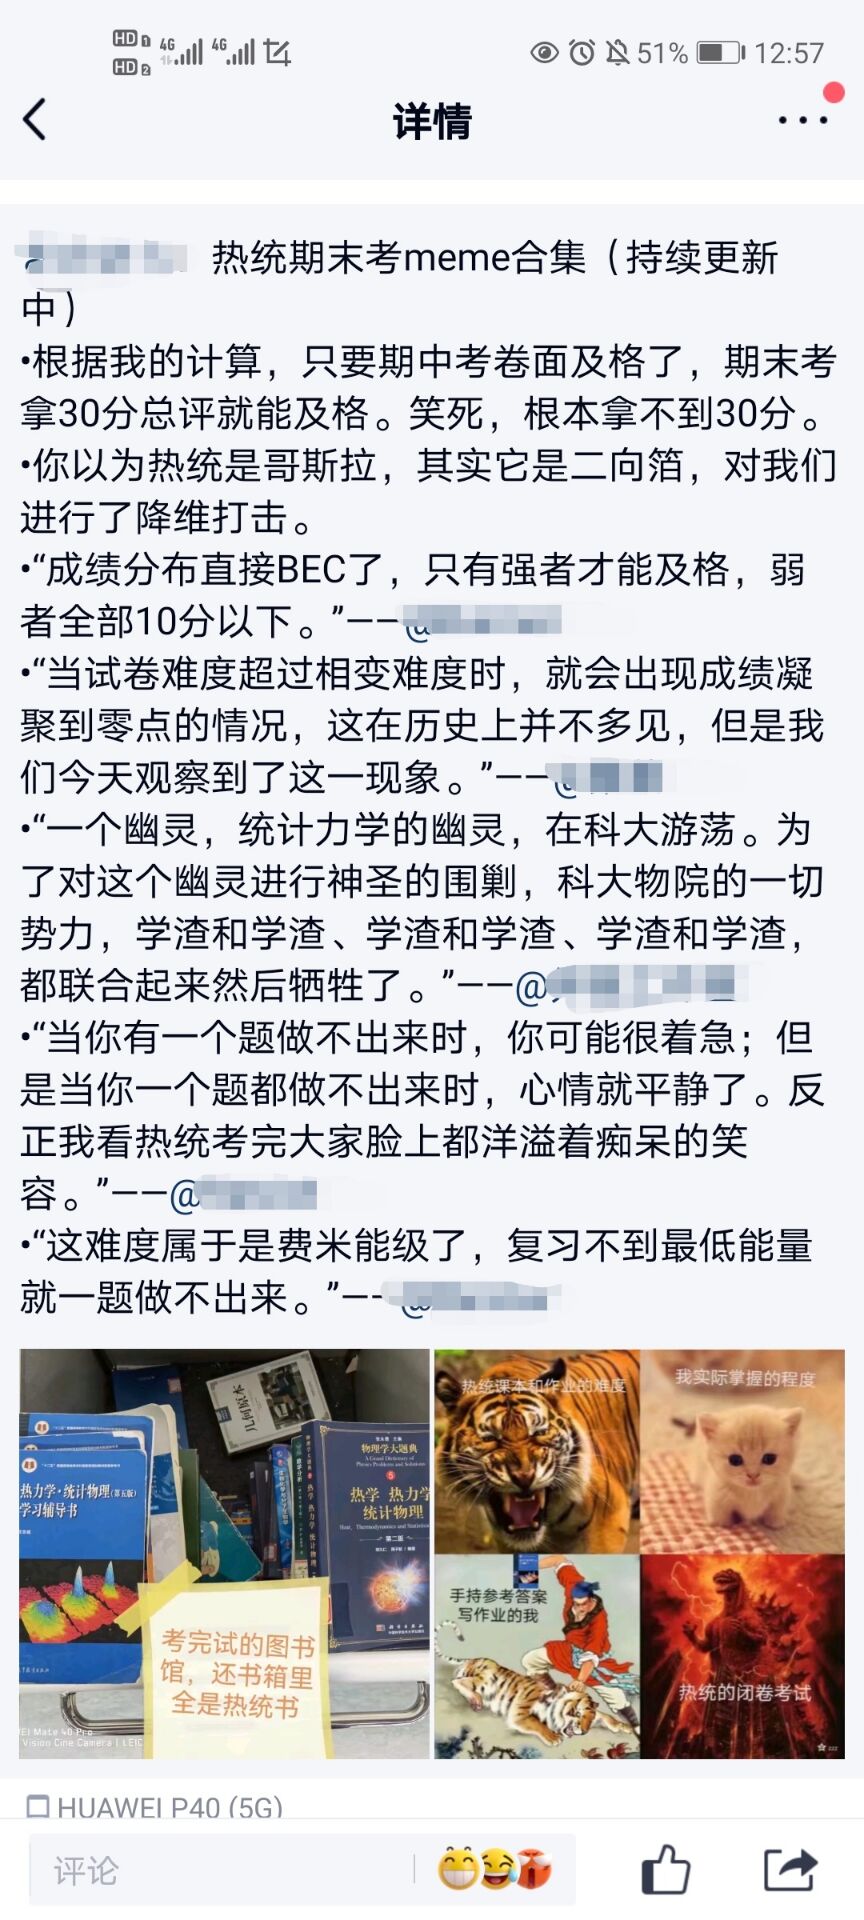 HD 1 4G 4G 51% 12:57
HD 2
详情
热统期末考meme合集（持续更新
中）
•根据我的计算，只要期中考卷面及格了，期末考
拿30分总评就能及格。笑死，根本拿不到30分。
•你以为热统是哥斯拉，其实它是二向箔，对我们
进行了降维打击。
•“成绩分布直接BEC了，只有强者才能及格，弱
者全部10分以下。”——@
•“当试卷难度超过相变难度时，就会出现成绩凝
聚到零点的情况，这在历史上并不多见，但是我
们今天观察到了这一现象。”——@
•“一个幽灵，统计力学的幽灵，在科大游荡。为
了对这个幽灵进行神圣的围剿，科大物院的一切
势力，学渣和学渣、学渣和学渣、学渣和学渣，
都联合起来然后牺牲了。”——@
•“当你有一个题做不出来时，你可能很着急；但
是当你一个题都做不出来时，心情就平静了。反
正我看热统考完大家脸上都洋溢着痴呆的笑
容。”——@
•“这难度属于是费米能级了，复习不到最低能量
就一题做不出来。”——@
几何原本
热力学·统计物理(第五版)
学习辅导书
物理学大题典
5
热学 热力学
统计物理
第二版
考完试的图书
馆，还书箱里
全是热统书
EI Mate 40 Pro
Vision Cine Camera | LEIC
热统课本和作业的难度
我实际掌握的程度
手持参考答案
写作业的我
热统的闭卷考试
HUAWEI P40 (5G)
评论